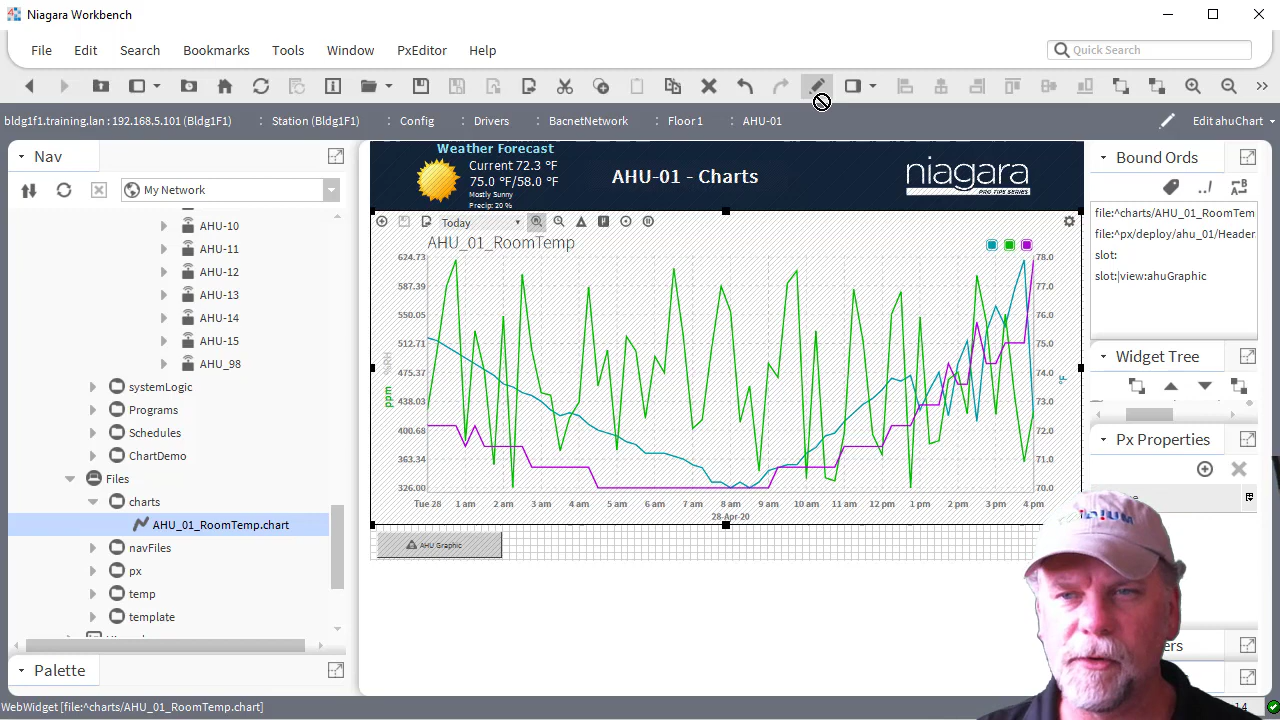 Niagara Workbench
File Edit Search Bookmarks Tools Window PxEditor Help
Quick Search
bldg1f1.training.lan : 192.168.5.101 (Bldg1F1) : Station (Bldg1F1) : Config : Drivers : BacnetNetwork : Floor 1 : AHU-01
Edit ahuChart
Nav
My Network
AHU-10
AHU-11
AHU-12
AHU-13
AHU-14
AHU-15
AHU_98
systemLogic
Programs
Schedules
ChartDemo
Files
charts
AHU_01_RoomTemp.chart
navFiles
px
temp
template
Palette
WebWidget [file:^charts/AHU_01_RoomTemp.chart]
Weather Forecast
Current 72.3 °F
75.0 °F/58.0 °F
Mostly Sunny
Precip: 20 %
AHU-01 - Charts
niagara
PRO TIPS SERIES
Today
AHU_01_RoomTemp
624.73
587.39
550.05
512.71
475.37
438.03
400.68
363.34
326.00
%RH
ppm
78.0
77.0
76.0
75.0
74.0
73.0
72.0
71.0
70.0
°F
Tue 28 1 am 2 am 3 am 4 am 5 am 6 am 7 am 8 am 9 am 10 am 11 am 12 pm 1 pm 2 pm 3 pm 4 pm
28-Apr-20
AHU Graphic
Bound Ords
file:^charts/AHU_01_RoomTem
file:^px/deploy/ahu_01/Header
slot:
slot:|view:ahuGraphic
Widget Tree
Px Properties
ers
14